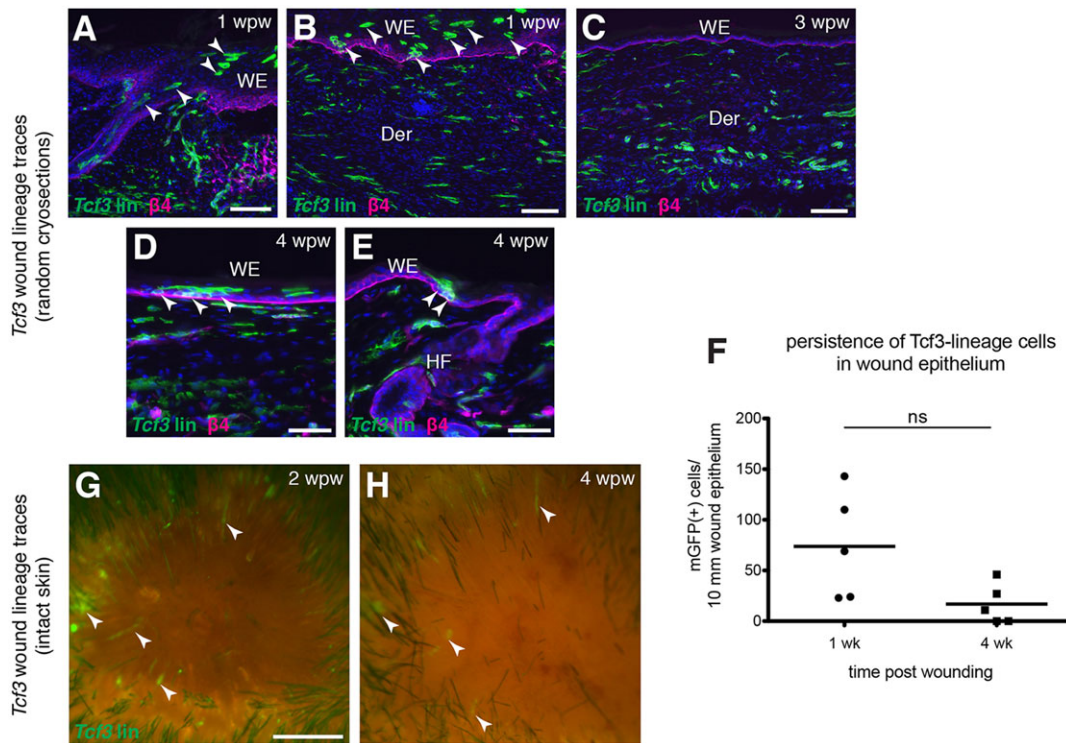 Tcf3 wound lineage traces
(random cryosections)
A
1 wpw
WE
Tcf3 lin β4
B
WE
1 wpw
Der
Tcf3 lin β4
C
WE
3 wpw
Der
Tcf3 lin β4
D
4 wpw
WE
Tcf3 lin β4
E
4 wpw
WE
HF
Tcf3 lin β4
F
persistence of Tcf3-lineage cells
in wound epithelium
ns
mGFP(+) cells/
10 mm wound epithelium
200
150
100
50
0
1 wk
4 wk
time post wounding
Tcf3 wound lineage traces
(intact skin)
G
2 wpw
Tcf3 lin
H
4 wpw